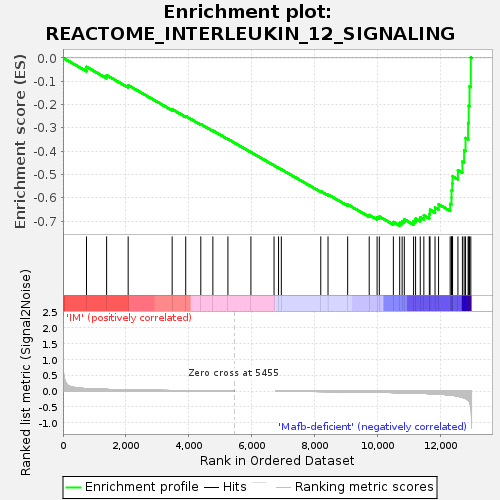 Enrichment plot:
REACTOME_INTERLEUKIN_12_SIGNALING
Enrichment score (ES)
0.0
-0.1
-0.2
-0.3
-0.4
-0.5
-0.6
-0.7
'IM' (positively correlated)
Ranked list metric (Signal2Noise)
2.5
2.0
1.5
1.0
0.5
0.0
-0.5
-1.0
Zero cross at 5455
'Mafb-deficient' (negatively correlated)
0 2,000 4,000 6,000 8,000 10,000 12,000
Rank in Ordered Dataset
Enrichment profile Hits Ranking metric scores